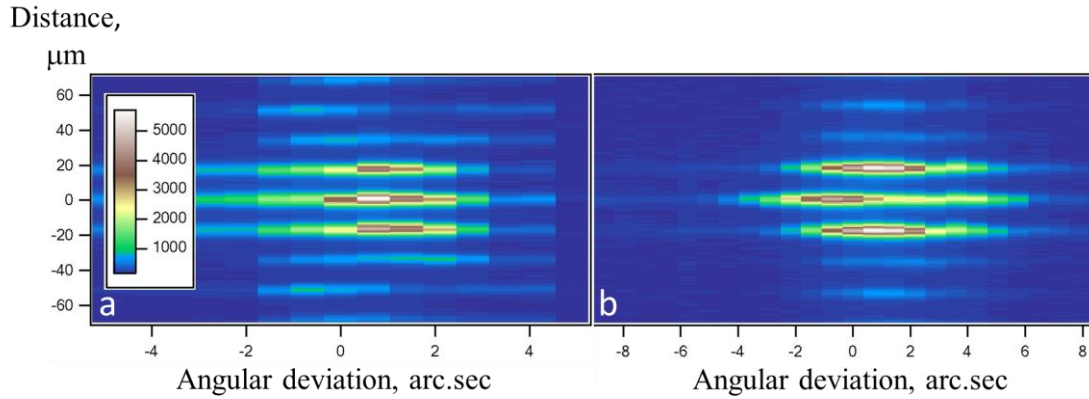 Distance,
μm
60
40
20
0
-20
-40
-60
5000
4000
3000
2000
1000
a
b
-4 -2 0 2 4
-8 -6 -4 -2 0 2 4 6 8
Angular deviation, arc.sec
Angular deviation, arc.sec